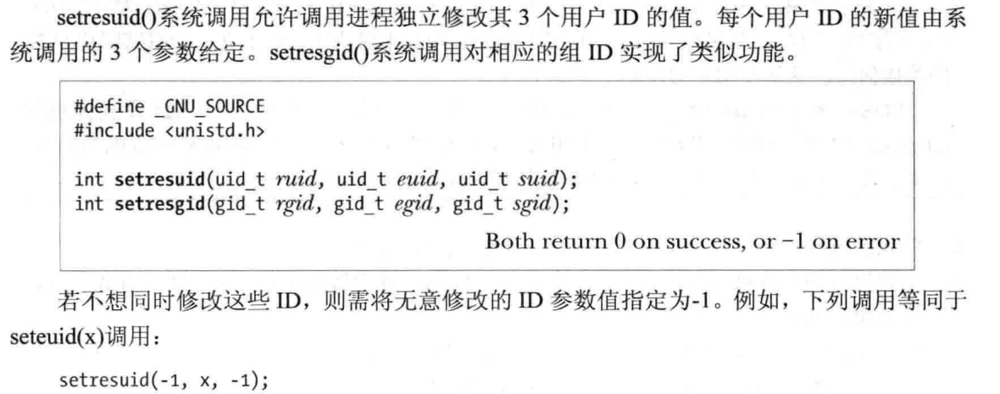 setresuid()系统调用允许调用进程独立修改其 3 个用户 ID 的值。每个用户 ID 的新值由系
统调用的 3 个参数给定。setresgid()系统调用对相应的组 ID 实现了类似功能。
#define _GNU_SOURCE
#include <unistd.h>
int setresuid(uid_t ruid, uid_t euid, uid_t suid);
int setresgid(gid_t rgid, gid_t egid, gid_t sgid);
Both return 0 on success, or −1 on error
若不想同时修改这些 ID，则需将无意修改的 ID 参数值指定为-1。例如，下列调用等同于
seteuid(x)调用：
setresuid(-1, x, -1);